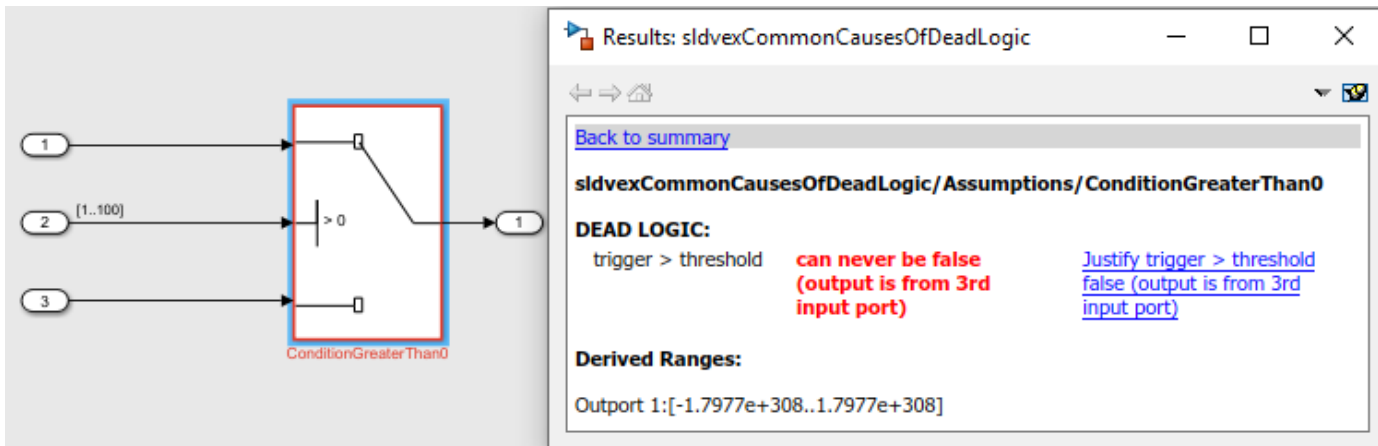 1
2
3
[1..100]
> 0
1
ConditionGreaterThan0
Results: sldvexCommonCausesOfDeadLogic
Back to summary
sldvexCommonCausesOfDeadLogic/Assumptions/ConditionGreaterThan0
DEAD LOGIC:
trigger > threshold
can never be false
(output is from 3rd
input port)
Justify trigger > threshold
false (output is from 3rd
input port)
Derived Ranges:
Outport 1:[-1.7977e+308..1.7977e+308]